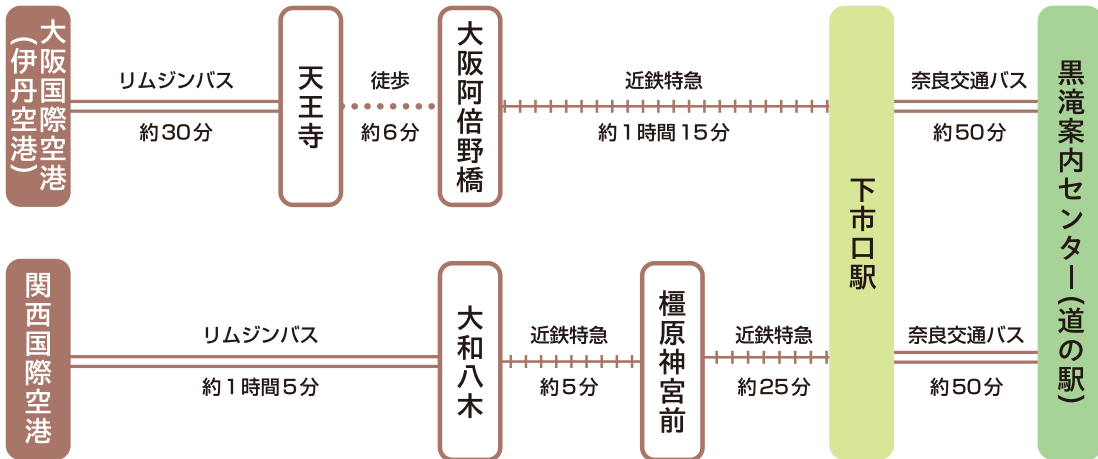 大阪国際空港
(伊丹空港)
リムジンバス
約30分
天王寺
徒歩
約6分
大阪阿倍野橋
近鉄特急
約1時間15分
下市口駅
奈良交通バス
約50分
黒滝案内センター(道の駅)
関西国際空港
リムジンバス
約1時間5分
大和八木
近鉄特急
約5分
橿原神宮前
近鉄特急
約25分
奈良交通バス
約50分